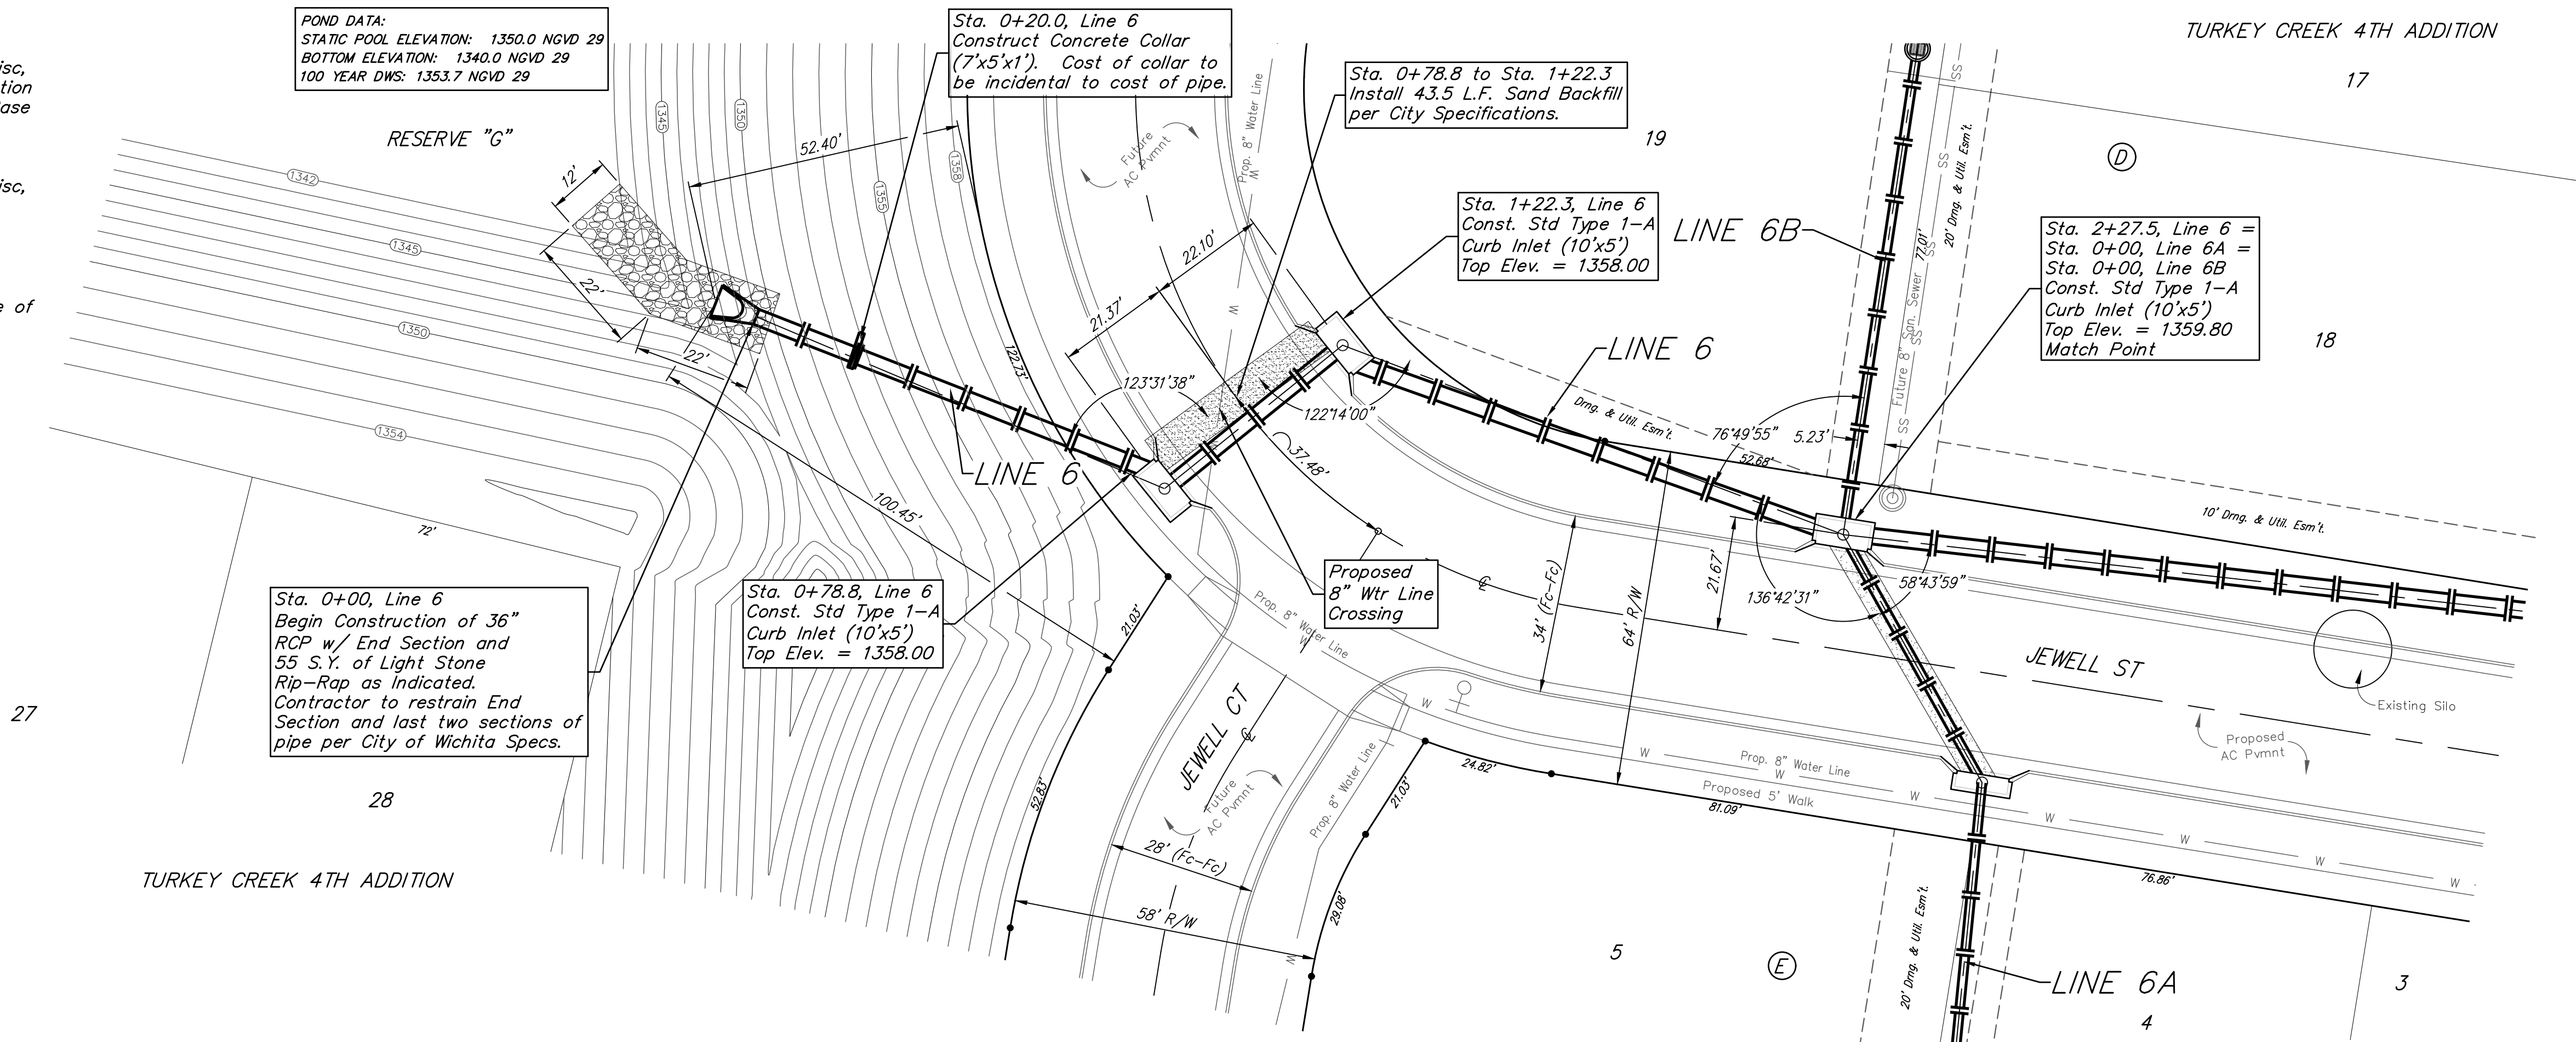 POND DATA:
STATIC POOL ELEVATION: 1350.0 NGVD 29
BOTTOM ELEVATION: 1340.0 NGVD 29
100 YEAR DWS: 1353.7 NGVD 29
Sta. 0+20.0, Line 6
Construct Concrete Collar
(7'x5'x1'). Cost of collar to
be incidental to cost of pipe.
Sta. 0+78.8 to Sta. 1+22.3
Install 43.5 L.F. Sand Backfill
per City Specifications.
TURKEY CREEK 4TH ADDITION
17
isc,
tion
ase
isc,
e of
RESERVE "G"
19
D
Sta. 1+22.3, Line 6
Const. Std Type 1-A
Curb Inlet (10'x5')
Top Elev. = 1358.00
LINE 6B
Sta. 2+27.5, Line 6 =
Sta. 0+00, Line 6A =
Sta. 0+00, Line 6B
Const. Std Type 1-A
Curb Inlet (10'x5')
Top Elev. = 1359.80
Match Point
18
1342
1345
1350
1354
1345
1350
1355
1358
12'
22'
22'
52.40'
122.73'
100.45'
21.37'
22.10'
123°31'38"
122°14'00"
37.48'
Future
AC Pvmnt
Prop. 8" Water Line
W
W
LINE 6
LINE 6
Drng. & Util. Esm't.
76°49'55"
5.23'
52.68'
77.01'
Future 8" San. Sewer
SS
SS
SS
SS
SS
SS
20' Drng. & Util. Esm't.
10' Drng. & Util. Esm't.
21.67'
136°42'31"
58°43'59"
34' (Fc-Fc)
64' R/W
JEWELL ST
Existing Silo
Proposed
AC Pvmnt
72'
Sta. 0+00, Line 6
Begin Construction of 36"
RCP w/ End Section and
55 S.Y. of Light Stone
Rip-Rap as Indicated.
Contractor to restrain End
Section and last two sections of
pipe per City of Wichita Specs.
Sta. 0+78.8, Line 6
Const. Std Type 1-A
Curb Inlet (10'x5')
Top Elev. = 1358.00
Proposed
8" Wtr Line
Crossing
21.03'
52.83'
Prop. 8" Water Line
W
JEWELL CT
Future
AC Pvmnt
Prop. 8" Water Line
W
28' (Fc-Fc)
58' R/W
21.03'
29.08'
24.82'
W
W
Prop. 8" Water Line
W
W
W
W
W
W
Proposed 5' Walk
81.09'
76.86'
27
28
TURKEY CREEK 4TH ADDITION
5
E
20' Drng. & Util. Esm't.
LINE 6A
4
3